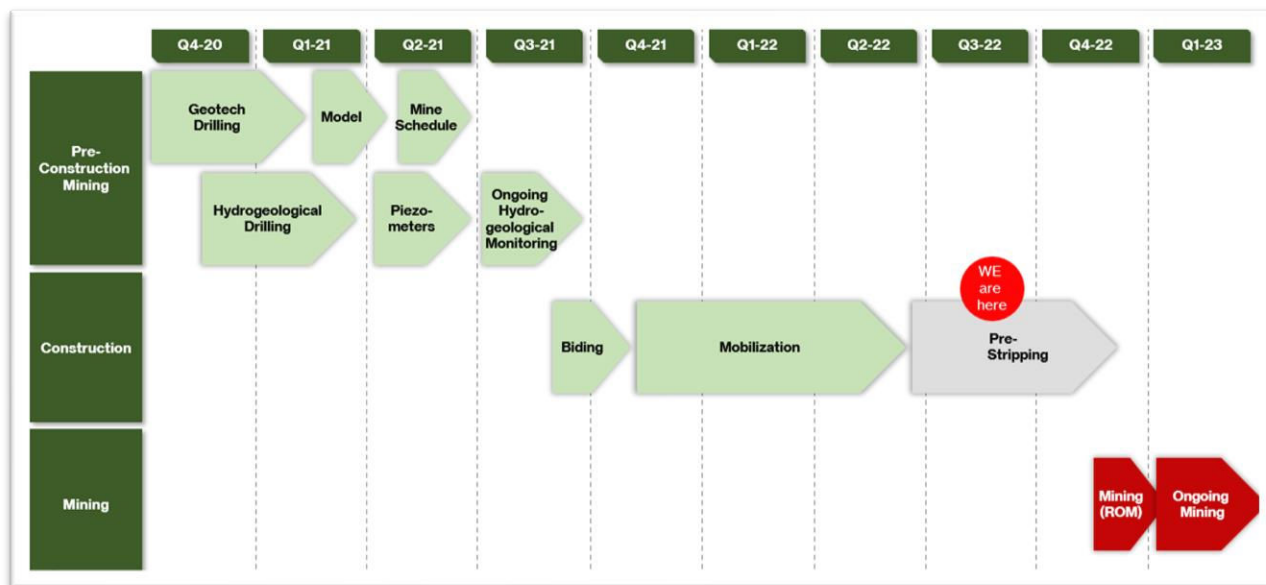 Q4-20 Q1-21 Q2-21 Q3-21 Q4-21 Q1-22 Q2-22 Q3-22 Q4-22 Q1-23
Pre-
Construction
Mining
Geotech
Drilling
Model
Mine
Schedule
Hydrogeological
Drilling
Piezo-
meters
Ongoing
Hydro-
geological
Monitoring
Construction
Biding
Mobilization
WE
are
here
Pre-
Stripping
Mining
Mining
(ROM)
Ongoing
Mining